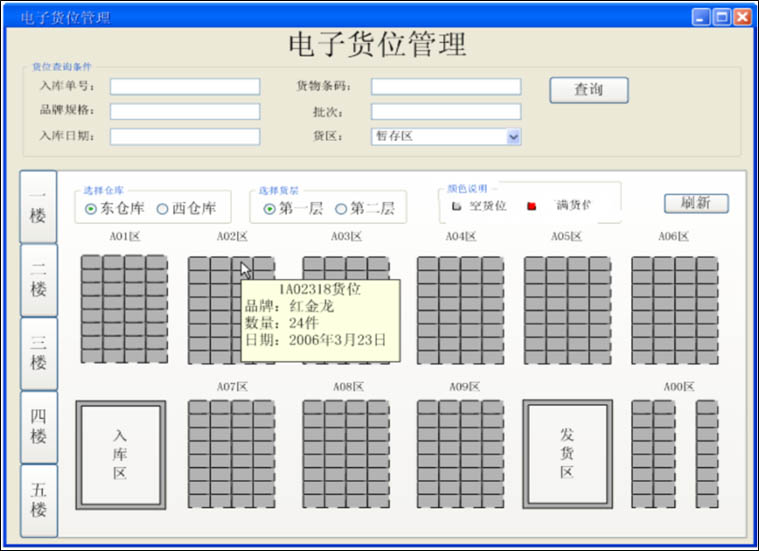 电子货位管理
电子货位管理
货位查询条件
入库单号：
货物条码：
查询
品牌规格：
批次：
入库日期：
货区：
暂存区
一楼
二楼
三楼
四楼
五楼
选择仓库
东仓库 西仓库
选择货层
第一层 第二层
颜色说明
空货位 满货位
刷新
A01区 A02区 A03区 A04区 A05区 A06区
1A02318货位
品牌：红金龙
数量：24件
日期：2006年3月23日
A07区 A08区 A09区 A00区
入库区
发货区